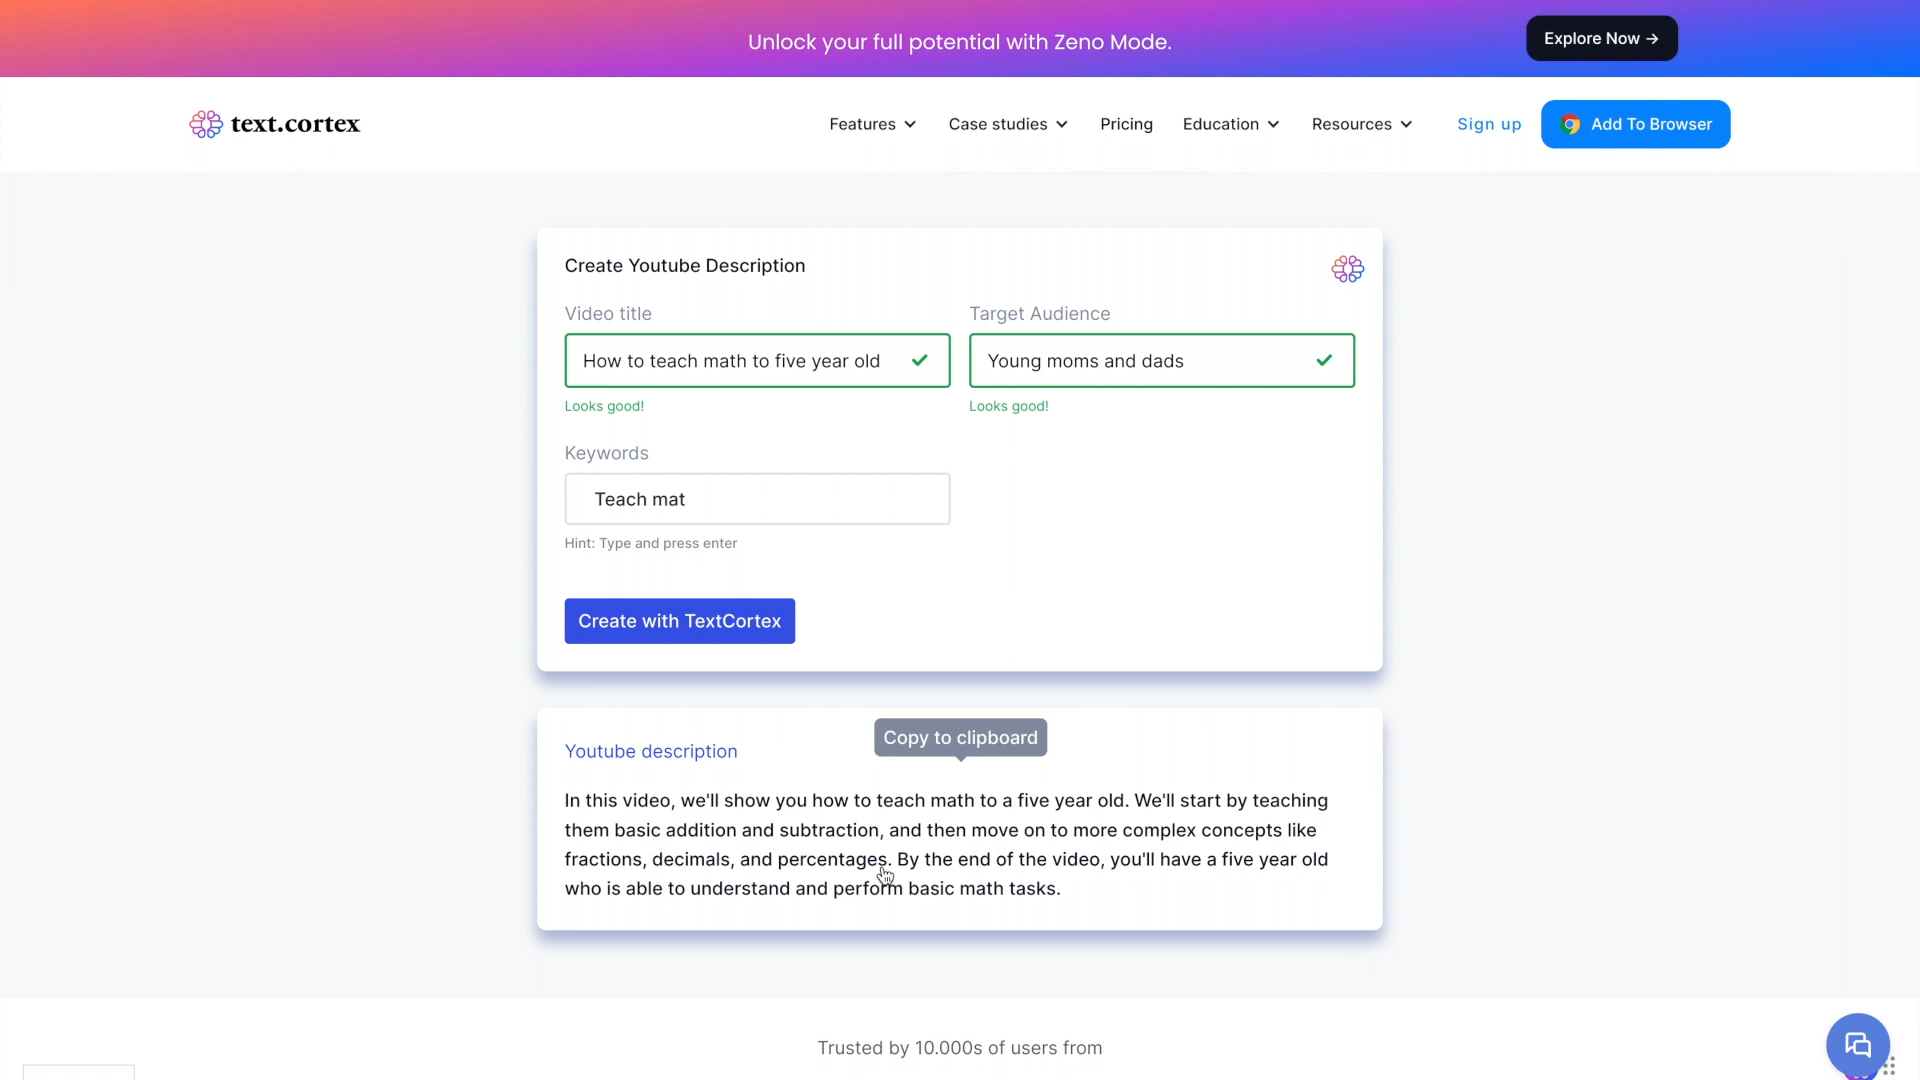 Unlock your full potential with Zeno Mode.
Explore Now →
text.cortex
Features
Case studies
Pricing
Education
Resources
Sign up
Add To Browser
Create Youtube Description
Video title
Target Audience
How to teach math to five year old
Young moms and dads
Looks good!
Looks good!
Keywords
Teach mat
Hint: Type and press enter
Create with TextCortex
Copy to clipboard
Youtube description
In this video, we'll show you how to teach math to a five year old. We'll start by teaching
them basic addition and subtraction, and then move on to more complex concepts like
fractions, decimals, and percentages. By the end of the video, you'll have a five year old
who is able to understand and perform basic math tasks.
Trusted by 10.000s of users from